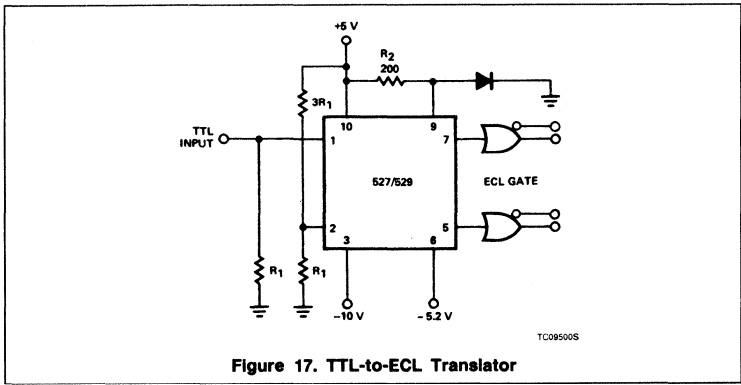 +5 V
R2
200
3R1
10
9
TTL
INPUT
1
7
527/529
ECL GATE
2
5
3
6
R1
R1
–10 V
– 5.2 V
TC09500S
Figure 17. TTL-to-ECL Translator